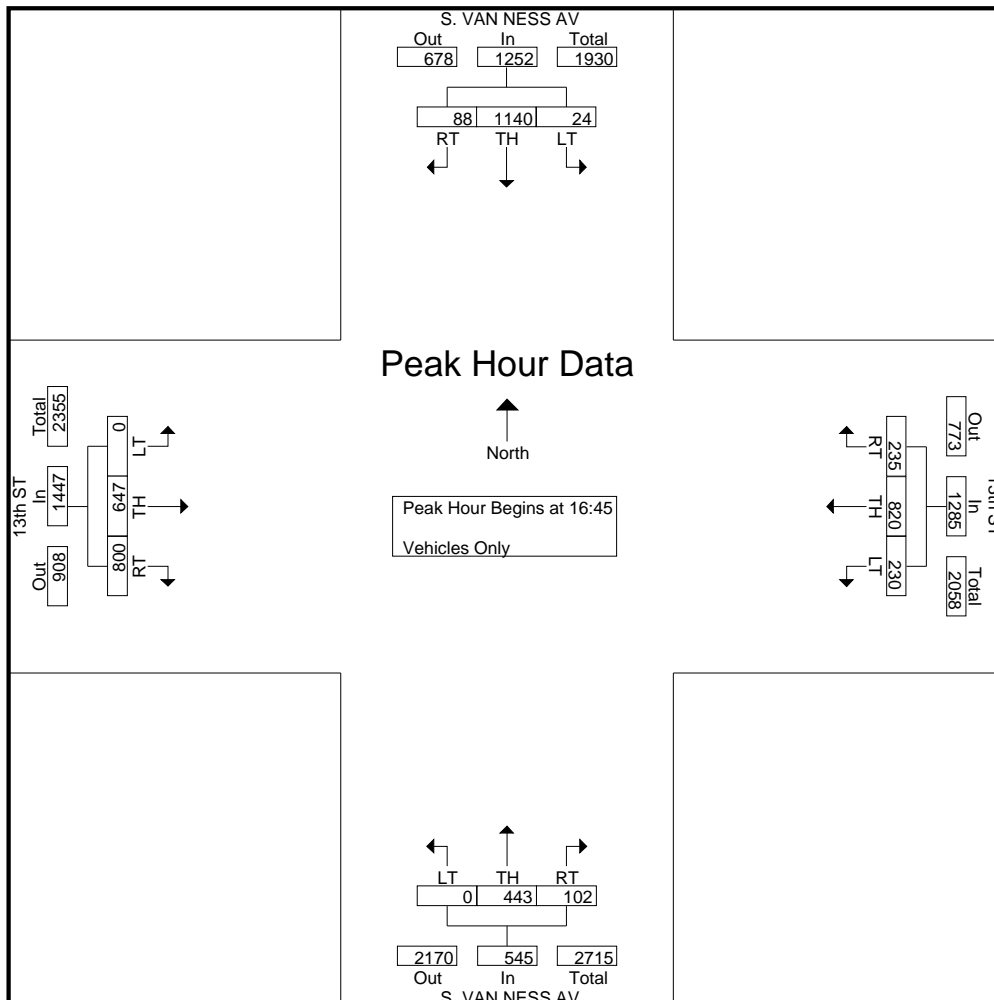 S. VAN NESS AV
Out In Total
678 1252 1930
88 1140 24
RT TH LT
Peak Hour Data
North
Peak Hour Begins at 16:45
Vehicles Only
13th ST
Total In Out
2355 1447 908
0 647 800
LT TH RT
RT TH LT
235 820 230
773 1285 2058
Out In Total
LT TH RT
0 443 102
2170 545 2715
Out In Total
S. VAN NESS AV